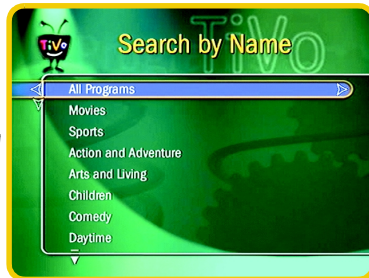 TiVo
TiVo
Search by Name
All Programs
Movies
Sports
Action and Adventure
Arts and Living
Children
Comedy
Daytime